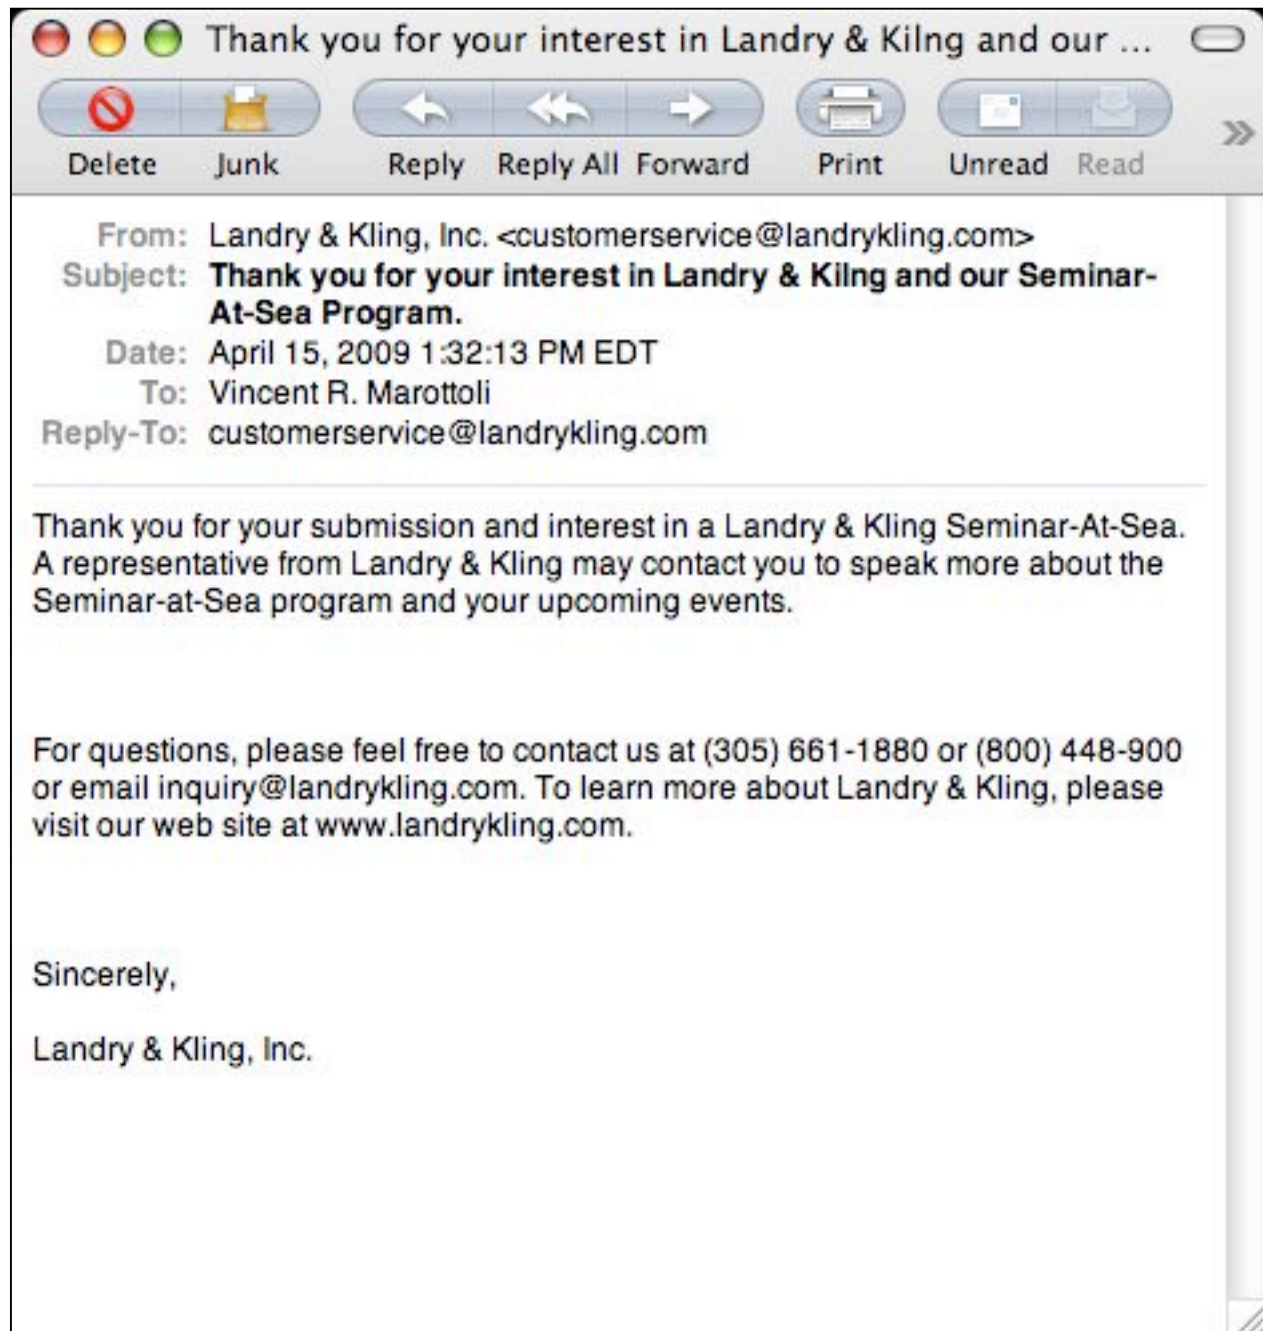 Thank you for your interest in Landry & Kilng and our ...
Delete Junk Reply Reply All Forward Print Unread Read
From: Landry & Kling, Inc. <customerservice@landrykling.com>
Subject: Thank you for your interest in Landry & Kilng and our Seminar-
At-Sea Program.
Date: April 15, 2009 1:32:13 PM EDT
To: Vincent R. Marottoli
Reply-To: customerservice@landrykling.com
Thank you for your submission and interest in a Landry & Kling Seminar-At-Sea.
A representative from Landry & Kling may contact you to speak more about the
Seminar-at-Sea program and your upcoming events.
For questions, please feel free to contact us at (305) 661-1880 or (800) 448-900
or email inquiry@landrykling.com. To learn more about Landry & Kling, please
visit our web site at www.landrykling.com.
Sincerely,
Landry & Kling, Inc.